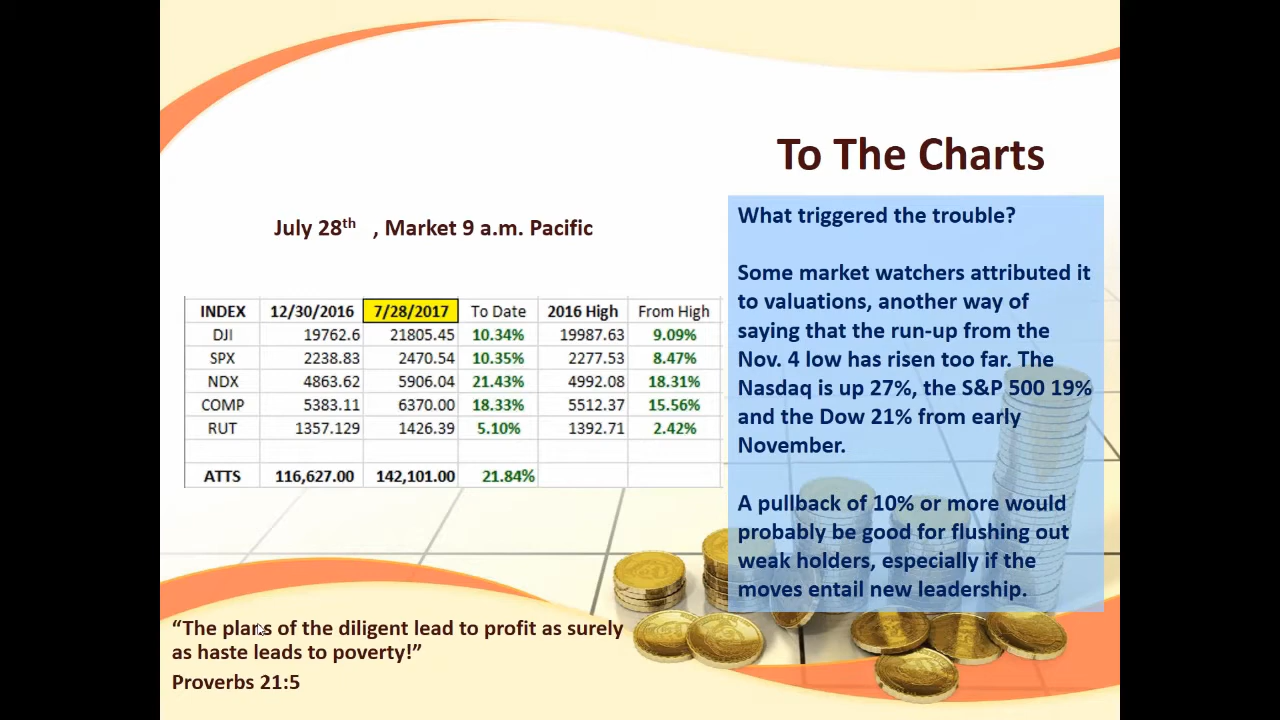 To The Charts
July 28th , Market 9 a.m. Pacific
INDEX 12/30/2016 7/28/2017 To Date 2016 High From High
DJI 19762.6 21805.45 10.34% 19987.63 9.09%
SPX 2238.83 2470.54 10.35% 2277.53 8.47%
NDX 4863.62 5906.04 21.43% 4992.08 18.31%
COMP 5383.11 6370.00 18.33% 5512.37 15.56%
RUT 1357.129 1426.39 5.10% 1392.71 2.42%
ATTS 116,627.00 142,101.00 21.84%
What triggered the trouble?
Some market watchers attributed it
to valuations, another way of
saying that the run-up from the
Nov. 4 low has risen too far. The
Nasdaq is up 27%, the S&P 500 19%
and the Dow 21% from early
November.
A pullback of 10% or more would
probably be good for flushing out
weak holders, especially if the
moves entail new leadership.
“The plans of the diligent lead to profit as surely
as haste leads to poverty!”
Proverbs 21:5